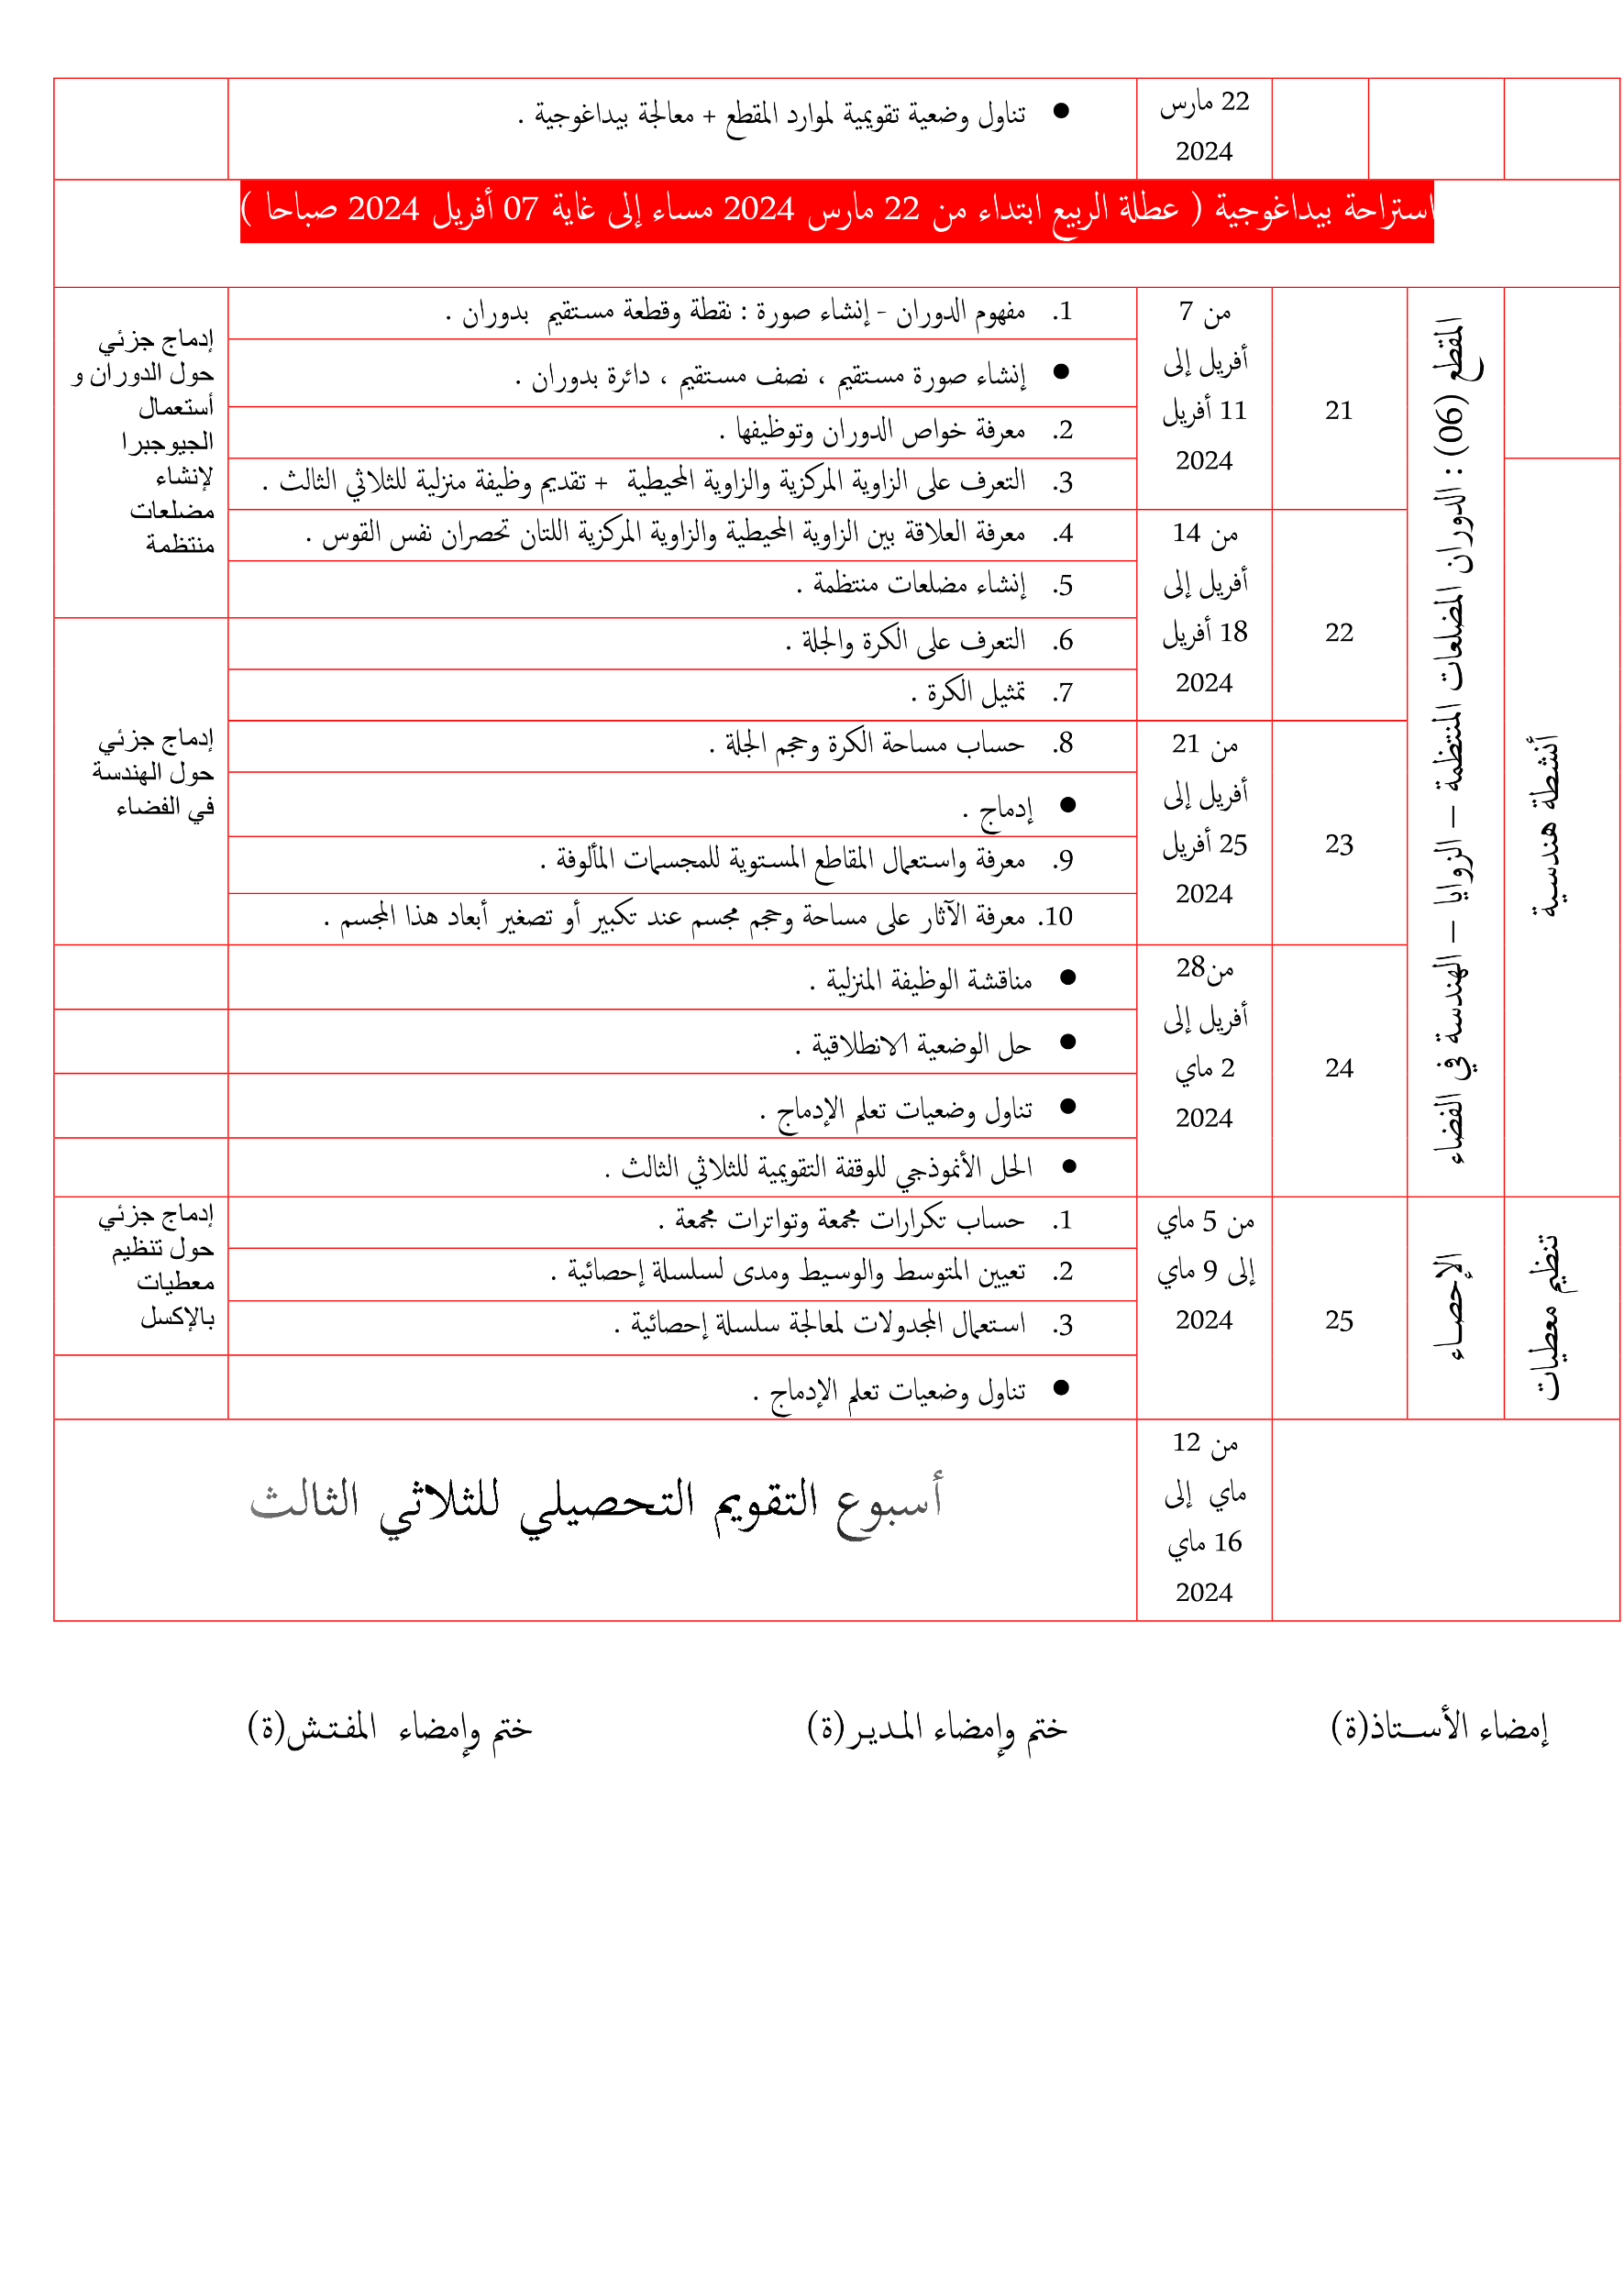 22 مارس
2024
● تناول وضعية تقويمية لموارد المقطع + معالجة بيداغوجية .
استراحة بيداغوجية ( عطلة الربيع ابتداء من 22 مارس 2024 مساء إلى غاية 07 أفريل 2024 صباحا )
أنشطة هندسية
المقطع (06) : الدوران المضلعات المنتظمة – الزوايا – الهندسة في الفضاء
21
من 7
أفريل إلى
11 أفريل
2024
1. مفهوم الدوران - إنشاء صورة : نقطة وقطعة مستقيم بدوران .
● إنشاء صورة مستقيم ، نصف مستقيم ، دائرة بدوران .
2. معرفة خواص الدوران وتوظيفها .
3. التعرف على الزاوية المركزية والزاوية المحيطية + تقديم وظيفة منزلية للثلاثي الثالث .
إدماج جزئي
حول الدوران و
أستعمال
الجيوجبرا
لإنشاء
مضلعات
منتظمة
22
من 14
أفريل إلى
18 أفريل
2024
4. معرفة العلاقة بين الزاوية المحيطية والزاوية المركزية اللتان تحصران نفس القوس .
5. إنشاء مضلعات منتظمة .
6. التعرف على الكرة والجلة .
7. تمثيل الكرة .
23
من 21
أفريل إلى
25 أفريل
2024
8. حساب مساحة الكرة وحجم الجلة .
● إدماج .
9. معرفة واستعمال المقاطع المستوية للمجسمات المألوفة .
10. معرفة الآثار على مساحة وحجم مجسم عند تكبير أو تصغير أبعاد هذا المجسم .
إدماج جزئي
حول الهندسة
في الفضاء
24
من28
أفريل إلى
2 ماي
2024
● مناقشة الوظيفة المنزلية .
● حل الوضعية الانطلاقية .
● تناول وضعيات تعلم الإدماج .
● الحل الأنموذجي للوقفة التقويمية للثلاثي الثالث .
تنظيم معطيات
الإحصاء
25
من 5 ماي
إلى 9 ماي
2024
1. حساب تكرارات مجمعة وتواترات مجمعة .
2. تعيين المتوسط والوسيط ومدى لسلسلة إحصائية .
3. استعمال المجدولات لمعالجة سلسلة إحصائية .
● تناول وضعيات تعلم الإدماج .
إدماج جزئي
حول تنظيم
معطيات
بالإكسل
من 12
ماي إلى
16 ماي
2024
أسبوع التقويم التحصيلي للثلاثي الثالث
إمضاء الأستاذ(ة) ختم وإمضاء المدير(ة) ختم وإمضاء المفتش(ة)